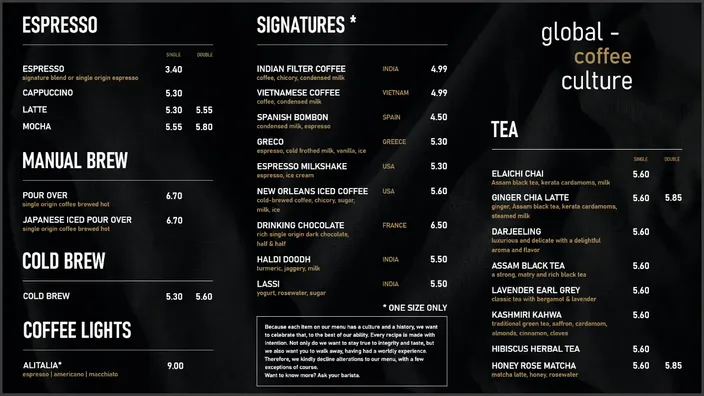 ESPRESSO
SINGLE DOUBLE
ESPRESSO 3.40
signature blend or single origin espresso
CAPPUCCINO 5.30
LATTE 5.30 5.55
MOCHA 5.55 5.80
MANUAL BREW
POUR OVER 6.70
single origin coffee brewed hot
JAPANESE ICED POUR OVER 6.70
single origin coffee brewed hot
COLD BREW
COLD BREW 5.30 5.60
COFFEE LIGHTS
ALITALIA* 9.00
espresso | americano | macchiato
SIGNATURES *
INDIAN FILTER COFFEE INDIA 4.99
coffee, chicory, condensed milk
VIETNAMESE COFFEE VIETNAM 4.99
coffee, condensed milk
SPANISH BOMBON SPAIN 4.50
condensed milk, espresso
GRECO GREECE 5.30
espresso, cold frothed milk, vanilla, ice
ESPRESSO MILKSHAKE USA 5.30
espresso, ice cream
NEW ORLEANS ICED COFFEE USA 5.60
cold-brewed coffee, chicory, sugar,
milk, ice
DRINKING CHOCOLATE FRANCE 6.50
rich single origin dark chocolate,
half & half
HALDI DOODH INDIA 5.50
turmeric, jaggery, milk
LASSI INDIA 5.50
yogurt, rosewater, sugar
* ONE SIZE ONLY
Because each item on our menu has a culture and a history, we want
to celebrate that, to the best of our ability. Every recipe is made with
intention. Not only do we want to stay true to integrity and taste, but
we also want you to walk away, having had a worldly experience.
Therefore, we kindly decline alterations to our menu, with a few
exceptions of course.
Want to know more? Ask your barista.
global -
coffee
culture
TEA
SINGLE DOUBLE
ELAICHI CHAI 5.60
Assam black tea, kerala cardamoms, milk
GINGER CHIA LATTE 5.60 5.85
ginger, Assam black tea, kerala cardamoms,
steamed milk
DARJEELING 5.60
luxurious and delicate with a delightful
aroma and flavor
ASSAM BLACK TEA 5.60
a strong, malty and rich black tea
LAVENDER EARL GREY 5.60
classic tea with bergamot & lavender
KASHMIRI KAHWA 5.60
traditional green tea, saffron, cardamom,
almonds, cinnamon, cloves
HIBISCUS HERBAL TEA 5.60
HONEY ROSE MATCHA 5.60 5.85
matcha latte, honey, rosewater